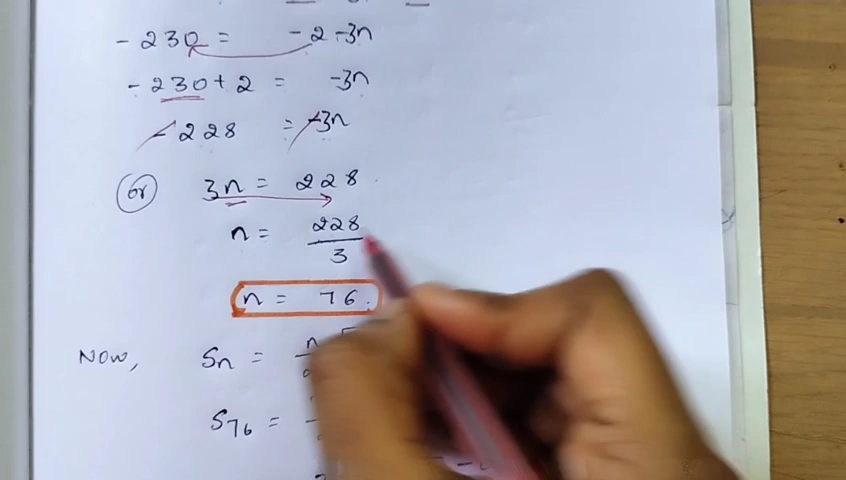 -230 = -2 -3n
-230 + 2 = -3n
-228 = -3n
or 3n = 228
n = 228/3
n = 76.
Now, Sn = n
S76 =